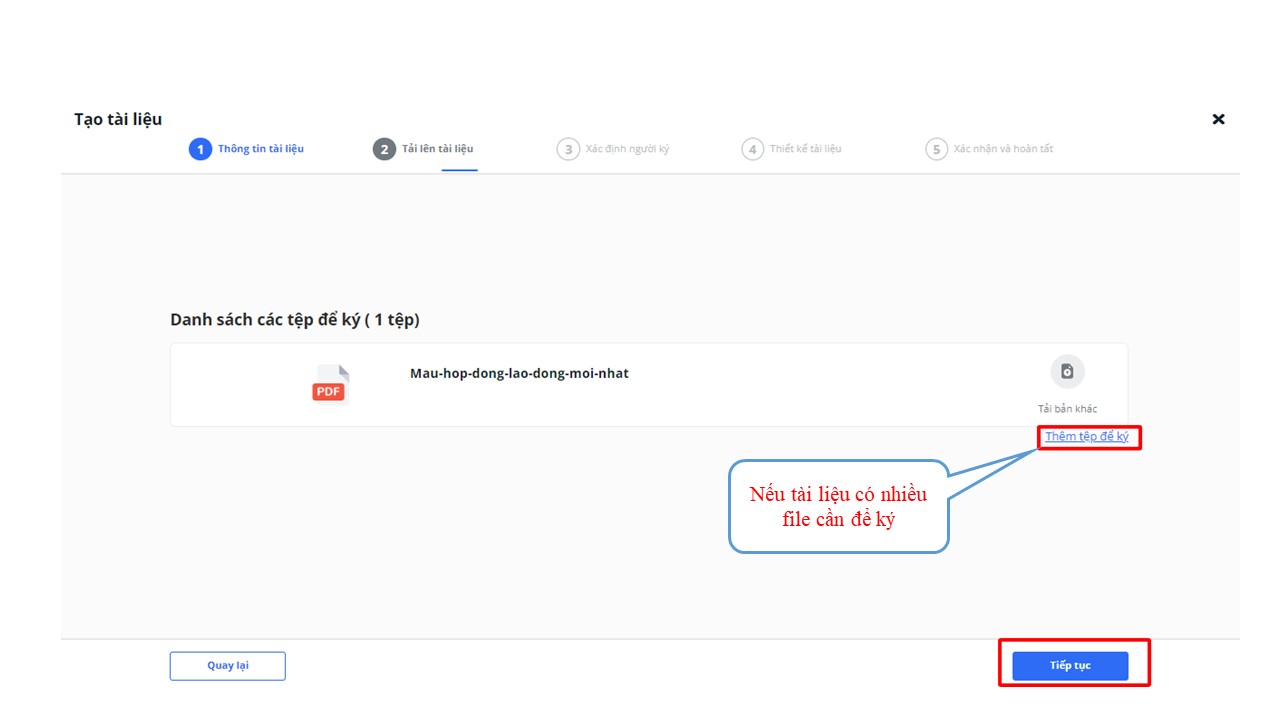 Tạo tài liệu
1 Thông tin tài liệu 2 Tải lên tài liệu 3 Xác định người ký 4 Thiết kế tài liệu 5 Xác nhận và hoàn tất
Danh sách các tệp để ký ( 1 tệp)
PDF
Mau-hop-dong-lao-dong-moi-nhat
Tải bản khác
Thêm tệp để ký
Nếu tài liệu có nhiều
file cần để ký
Quay lại
Tiếp tục